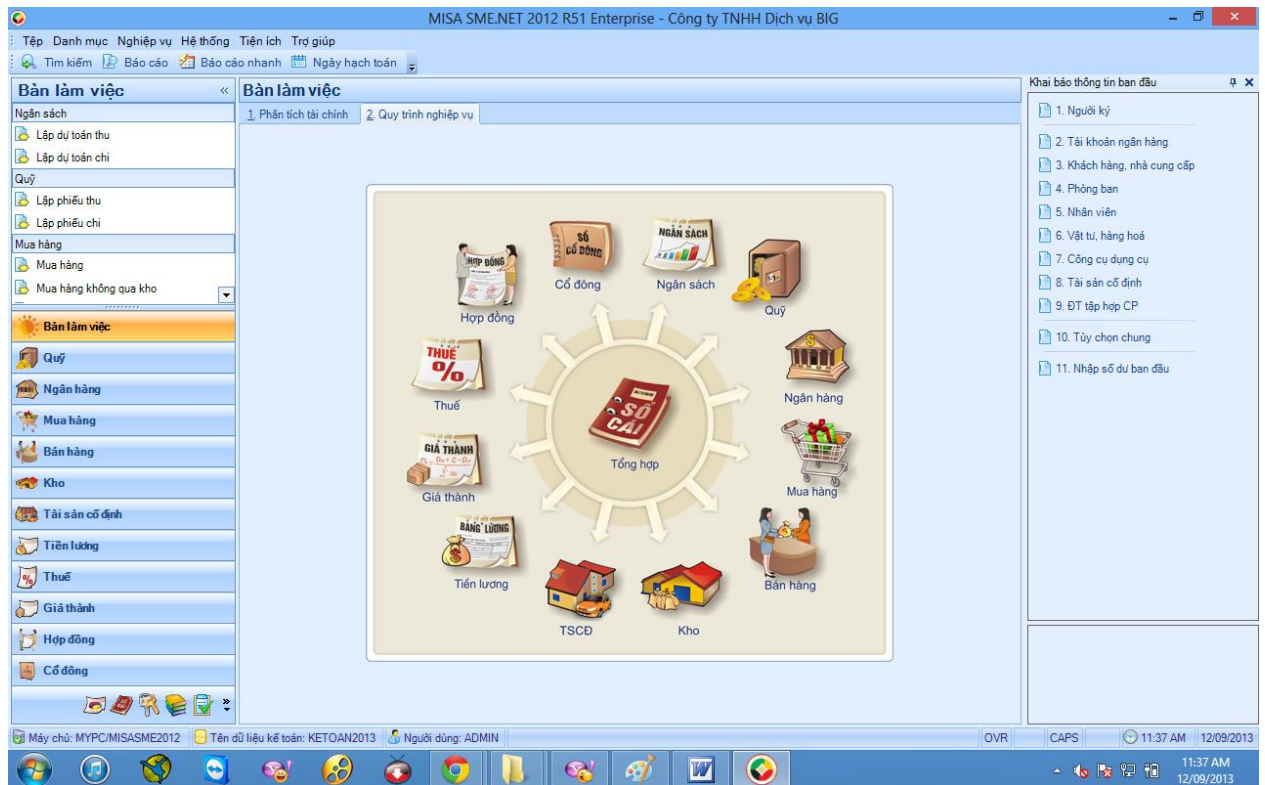 MISA SME.NET 2012 R51 Enterprise - Công ty TNHH Dịch vụ BIG
Tệp Danh mục Nghiệp vụ Hệ thống Tiện ích Trợ giúp
Tìm kiếm Báo cáo Báo cáo nhanh Ngày hạch toán
Bàn làm việc
Ngân sách
Lập dự toán thu
Lập dự toán chi
Quỹ
Lập phiếu thu
Lập phiếu chi
Mua hàng
Mua hàng
Mua hàng không qua kho
Bàn làm việc
Quỹ
Ngân hàng
Mua hàng
Bán hàng
Kho
Tài sản cố định
Tiền lương
Thuế
Giá thành
Hợp đồng
Cổ đông
Bàn làm việc
1. Phân tích tài chính 2. Quy trình nghiệp vụ
HỢP ĐỒNG
Hợp đồng
SỔ
CỔ ĐÔNG
Cổ đông
NGÂN SÁCH
Ngân sách
Quỹ
THUẾ
%
Thuế
Ngân hàng
SỔ
CÁI
Tổng hợp
GIÁ THÀNH
Giá thành
Mua hàng
BẢNG LƯƠNG
Tiền lương
Bán hàng
TSCĐ
Kho
Khai báo thông tin ban đầu
1. Người ký
2. Tài khoản ngân hàng
3. Khách hàng, nhà cung cấp
4. Phòng ban
5. Nhân viên
6. Vật tư, hàng hoá
7. Công cụ dụng cụ
8. Tài sản cố định
9. ĐT tập hợp CP
10. Tùy chọn chung
11. Nhập số dư ban đầu
Máy chủ: MYPC/MISASME2012 Tên dữ liệu kế toán: KETOAN2013 Người dùng: ADMIN OVR CAPS 11:37 AM 12/09/2013
11:37 AM
12/09/2013